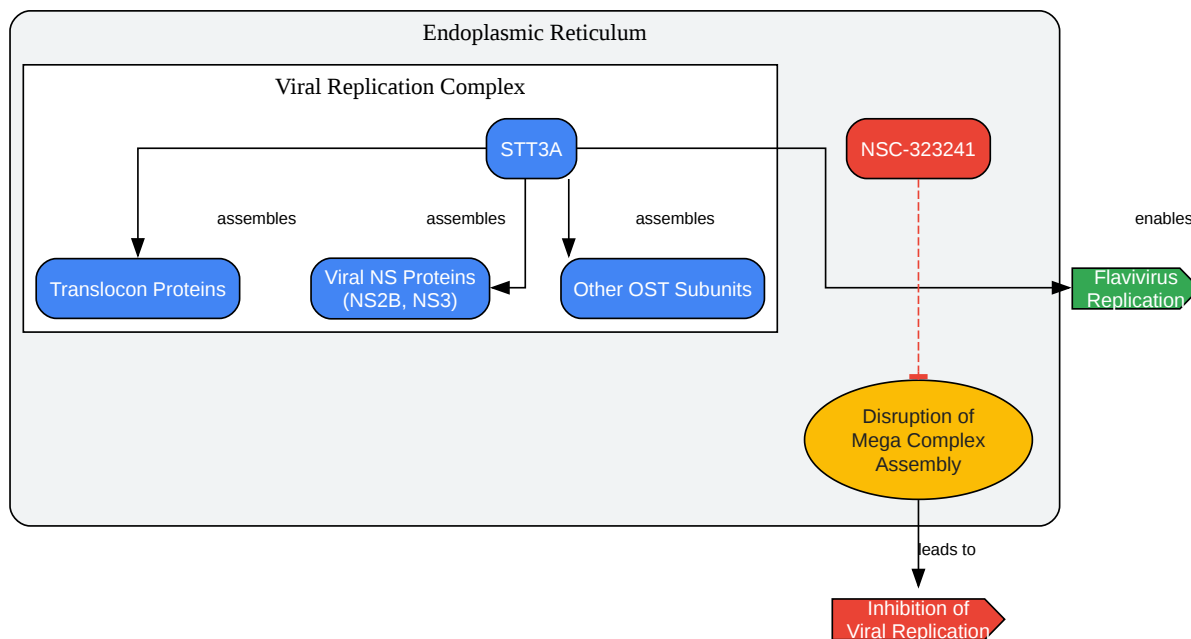 Endoplasmic Reticulum
Viral Replication Complex
STT3A
NSC-323241
assembles
assembles
assembles
enables
Translocon Proteins
Viral NS Proteins
(NS2B, NS3)
Other OST Subunits
Flavivirus
Replication
Disruption of
Mega Complex
Assembly
leads to
Inhibition of
Viral Replication